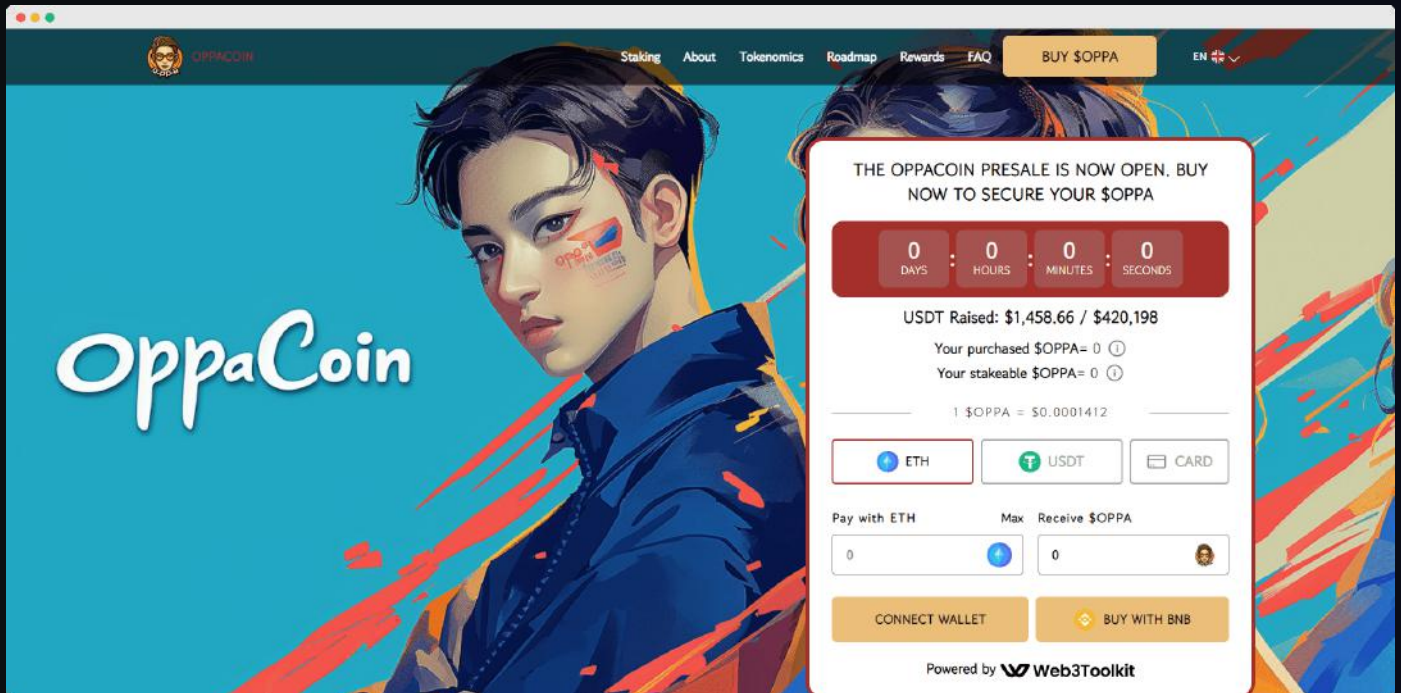 OPPACOIN
Staking About Tokenomics Roadmap Rewards FAQ BUY $OPPA EN
THE OPPACOIN PRESALE IS NOW OPEN. BUY
NOW TO SECURE YOUR $OPPA
0 : 0 : 0 : 0
DAYS HOURS MINUTES SECONDS
USDT Raised: $1,458.66 / $420,198
Your purchased $OPPA= 0
Your stakeable $OPPA= 0
1 $OPPA = $0.0001412
ETH USDT CARD
Pay with ETH Max Receive $OPPA
0 0
CONNECT WALLET BUY WITH BNB
Powered by Web3Toolkit
OppaCoin